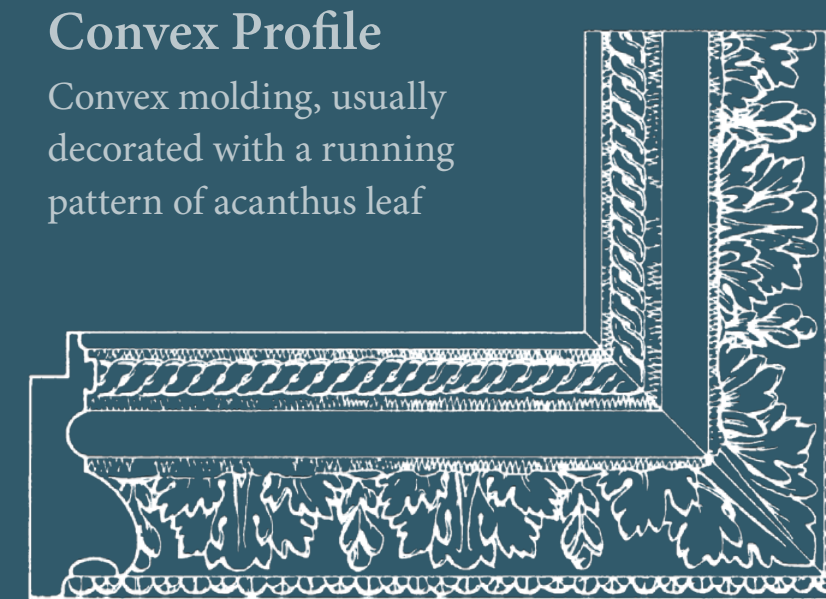 Convex Profile
Convex molding, usually
decorated with a running
pattern of acanthus leaf